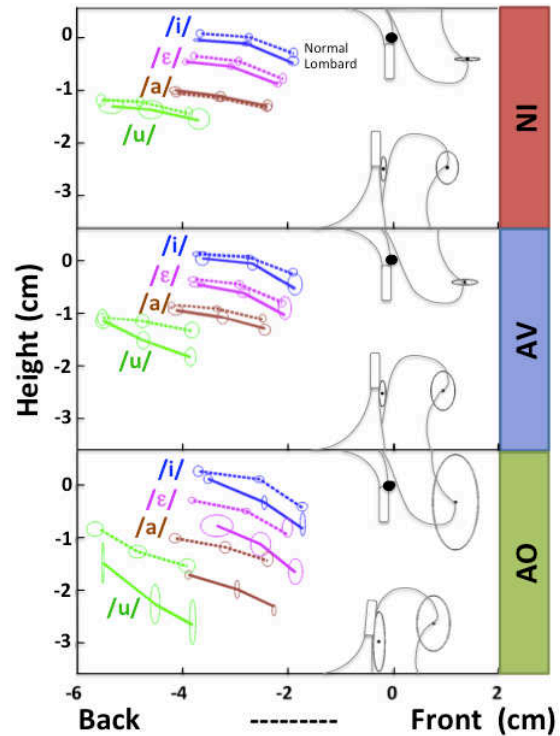 0
-1
-2
-3
/i/
/ɛ/
/a/
/u/
Normal
Lombard
NI
0
-1
-2
-3
/i/
/ɛ/
/a/
/u/
AV
0
-1
-2
-3
/i/
/ɛ/
/a/
/u/
AO
Height (cm)
-6 -4 -2 0 2 4
Back --------- Front (cm)